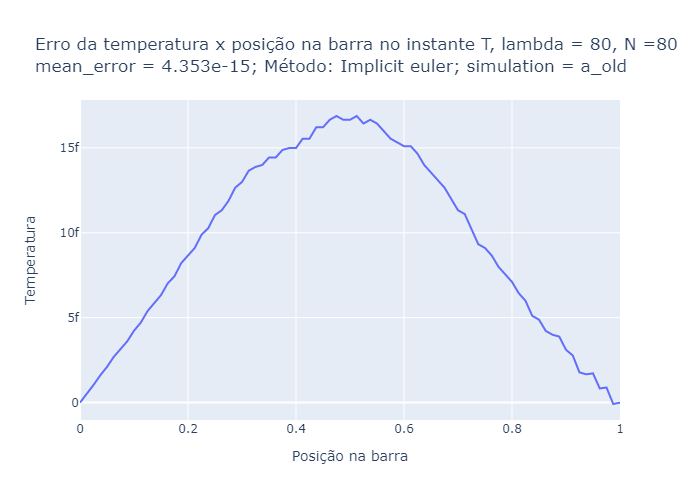 Erro da temperatura x posição na barra no instante T, lambda = 80, N =80
mean_error = 4.353e-15; Método: Implicit euler; simulation = a_old
15f
10f
5f
0
Temperatura
0
0.2
0.4
0.6
0.8
1
Posição na barra